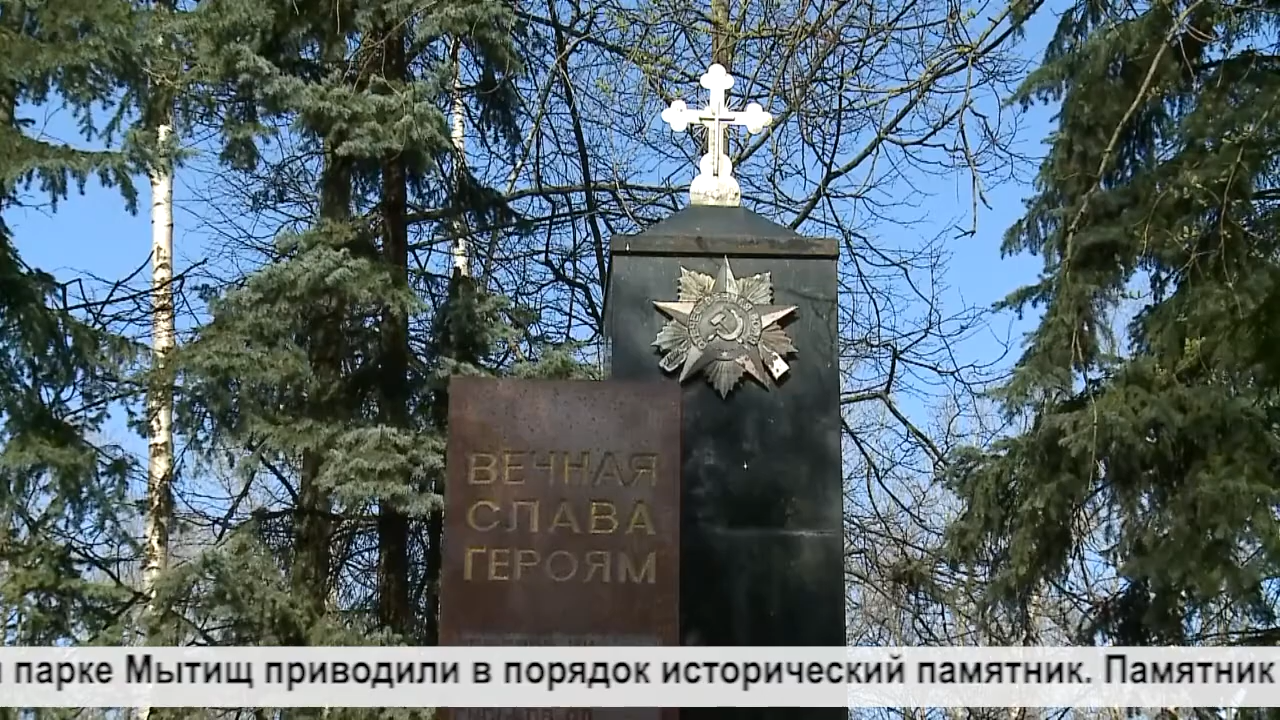 ВЕЧНАЯ
СЛАВА
ГЕРОЯМ
парке Мытищ приводили в порядок исторический памятник. Памятник